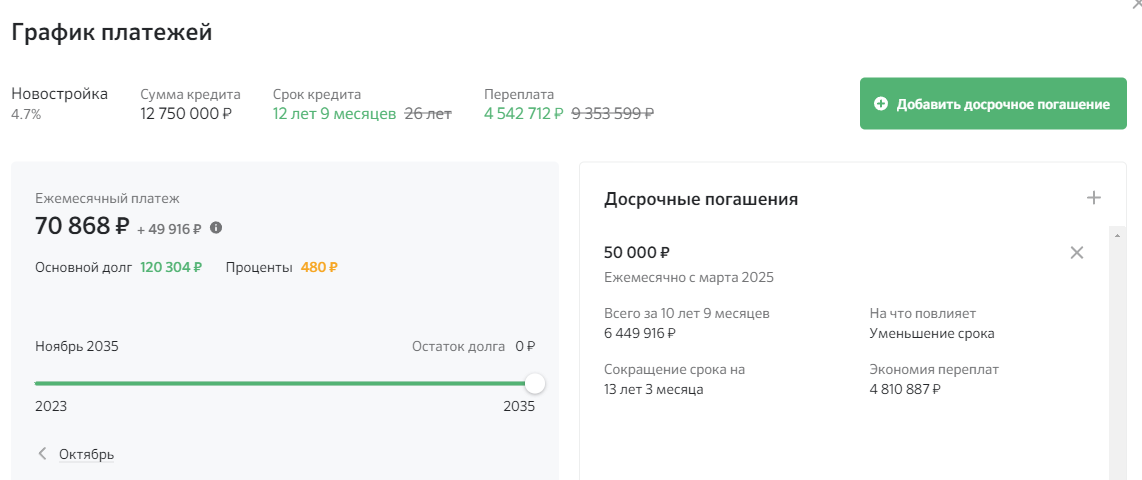 График платежей
Новостройка
4.7%
Сумма кредита
12 750 000 ₽
Срок кредита
12 лет 9 месяцев 26 лет
Переплата
4 542 712 ₽ 9 353 599 ₽
Добавить досрочное погашение
Ежемесячный платеж
70 868 ₽ + 49 916 ₽
Основной долг 120 304 ₽ Проценты 480 ₽
Ноябрь 2035 Остаток долга 0 ₽
2023 2035
Октябрь
Досрочные погашения
50 000 ₽
Ежемесячно с марта 2025
Всего за 10 лет 9 месяцев
6 449 916 ₽
На что повлияет
Уменьшение срока
Сокращение срока на
13 лет 3 месяца
Экономия переплат
4 810 887 ₽